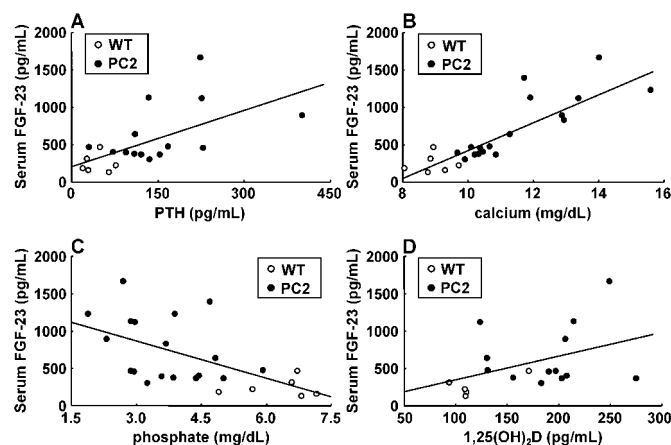 A
Serum FGF-23 (pg/mL)
2000
1500
1000
500
0
WT
PC2
0
150
300
450
PTH (pg/mL)
B
Serum FGF-23 (pg/mL)
2000
1500
1000
500
0
WT
PC2
8
10
12
14
16
calcium (mg/dL)
C
Serum FGF-23 (pg/mL)
2000
1500
1000
500
0
WT
PC2
1.5
3.0
4.5
6.0
7.5
phosphate (mg/dL)
D
Serum FGF-23 (pg/mL)
2000
1500
1000
500
0
WT
PC2
50
100
150
200
250
300
1,25(OH)₂D (pg/mL)